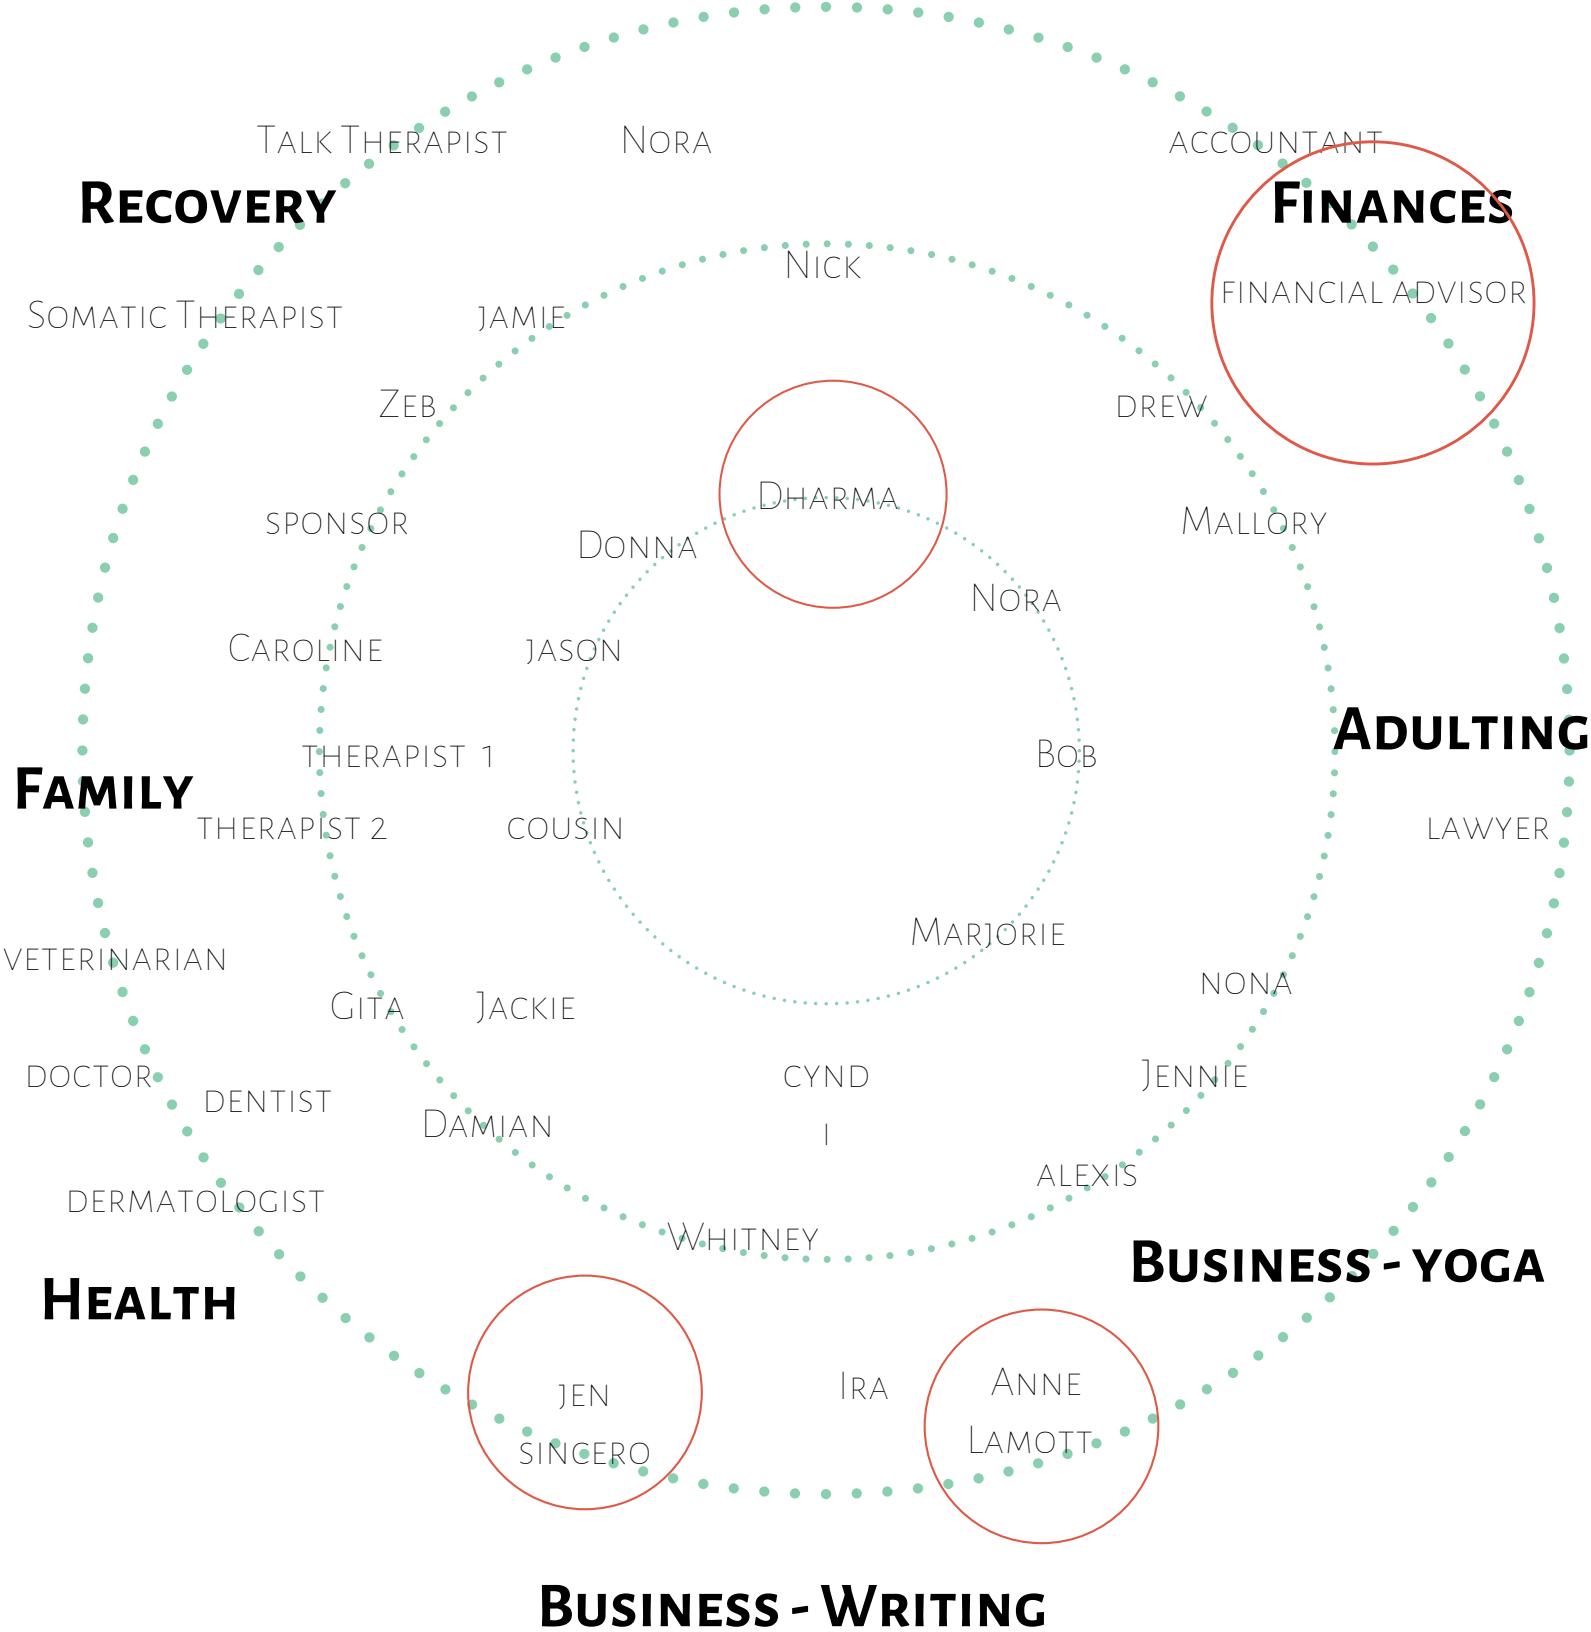 Talk Therapist
Nora
accountant
Recovery
Finances
Nick
financial advisor
Somatic Therapist
jamie
Zeb
drew
Dharma
sponsor
Mallory
Donna
Nora
Caroline
jason
Adulting
therapist 1
Bob
Family
therapist 2
cousin
lawyer
Marjorie
veterinarian
nona
Gita
Jackie
doctor
cynd
i
Jennie
dentist
Damian
alexis
dermatologist
Whitney
Business - yoga
Health
jen
sincero
Ira
Anne
Lamott
Business - Writing